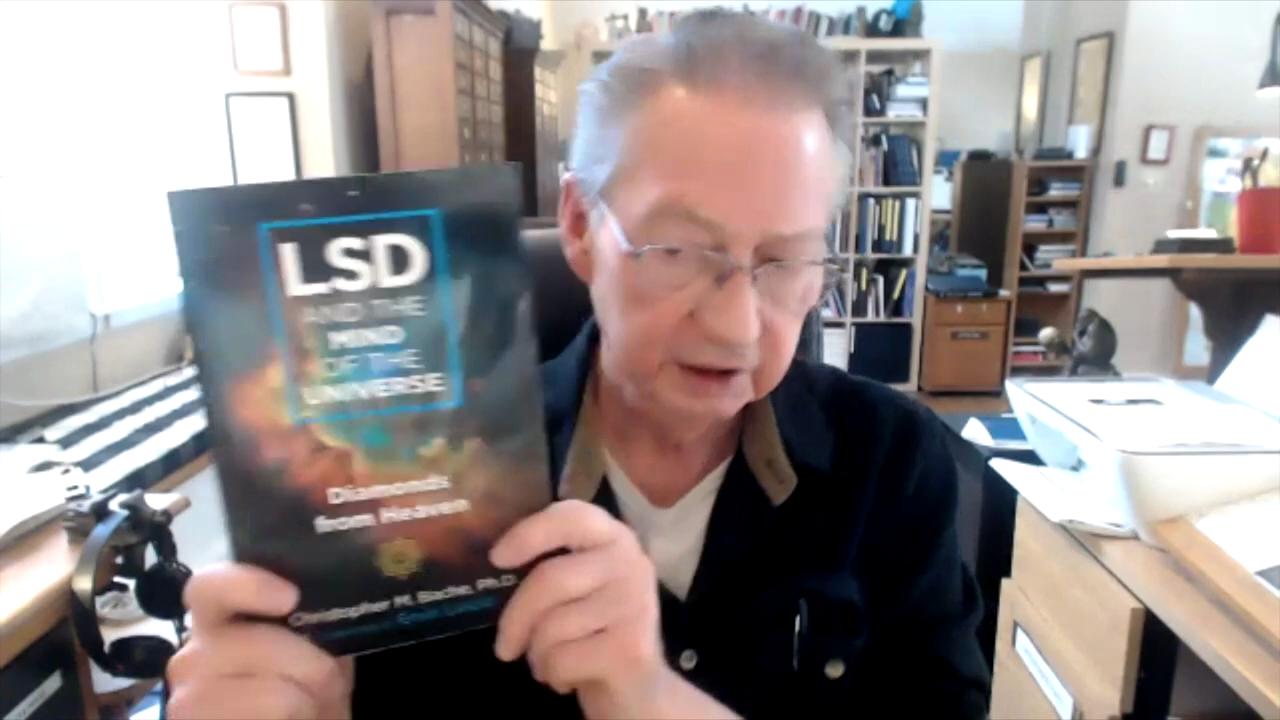 LSD
AND THE
MIND
OF THE
UNIVERSE
Diamonds
from Heaven
Christopher M. Bache, Ph.D.